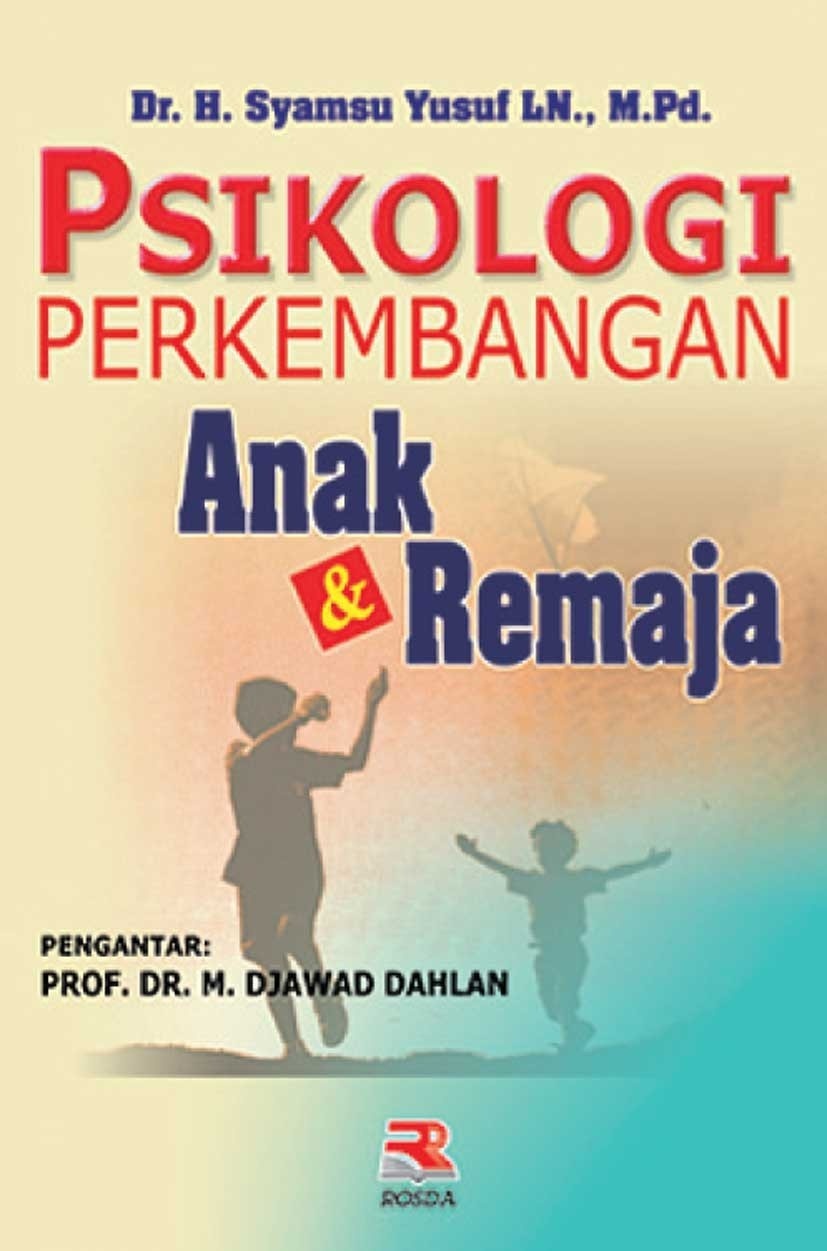 Dr. H. Syamsu Yusuf LN., M.Pd.
PSIKOLOGI
PERKEMBANGAN
Anak
& Remaja
PENGANTAR:
PROF. DR. M. DJAWAD DAHLAN
ROSDA